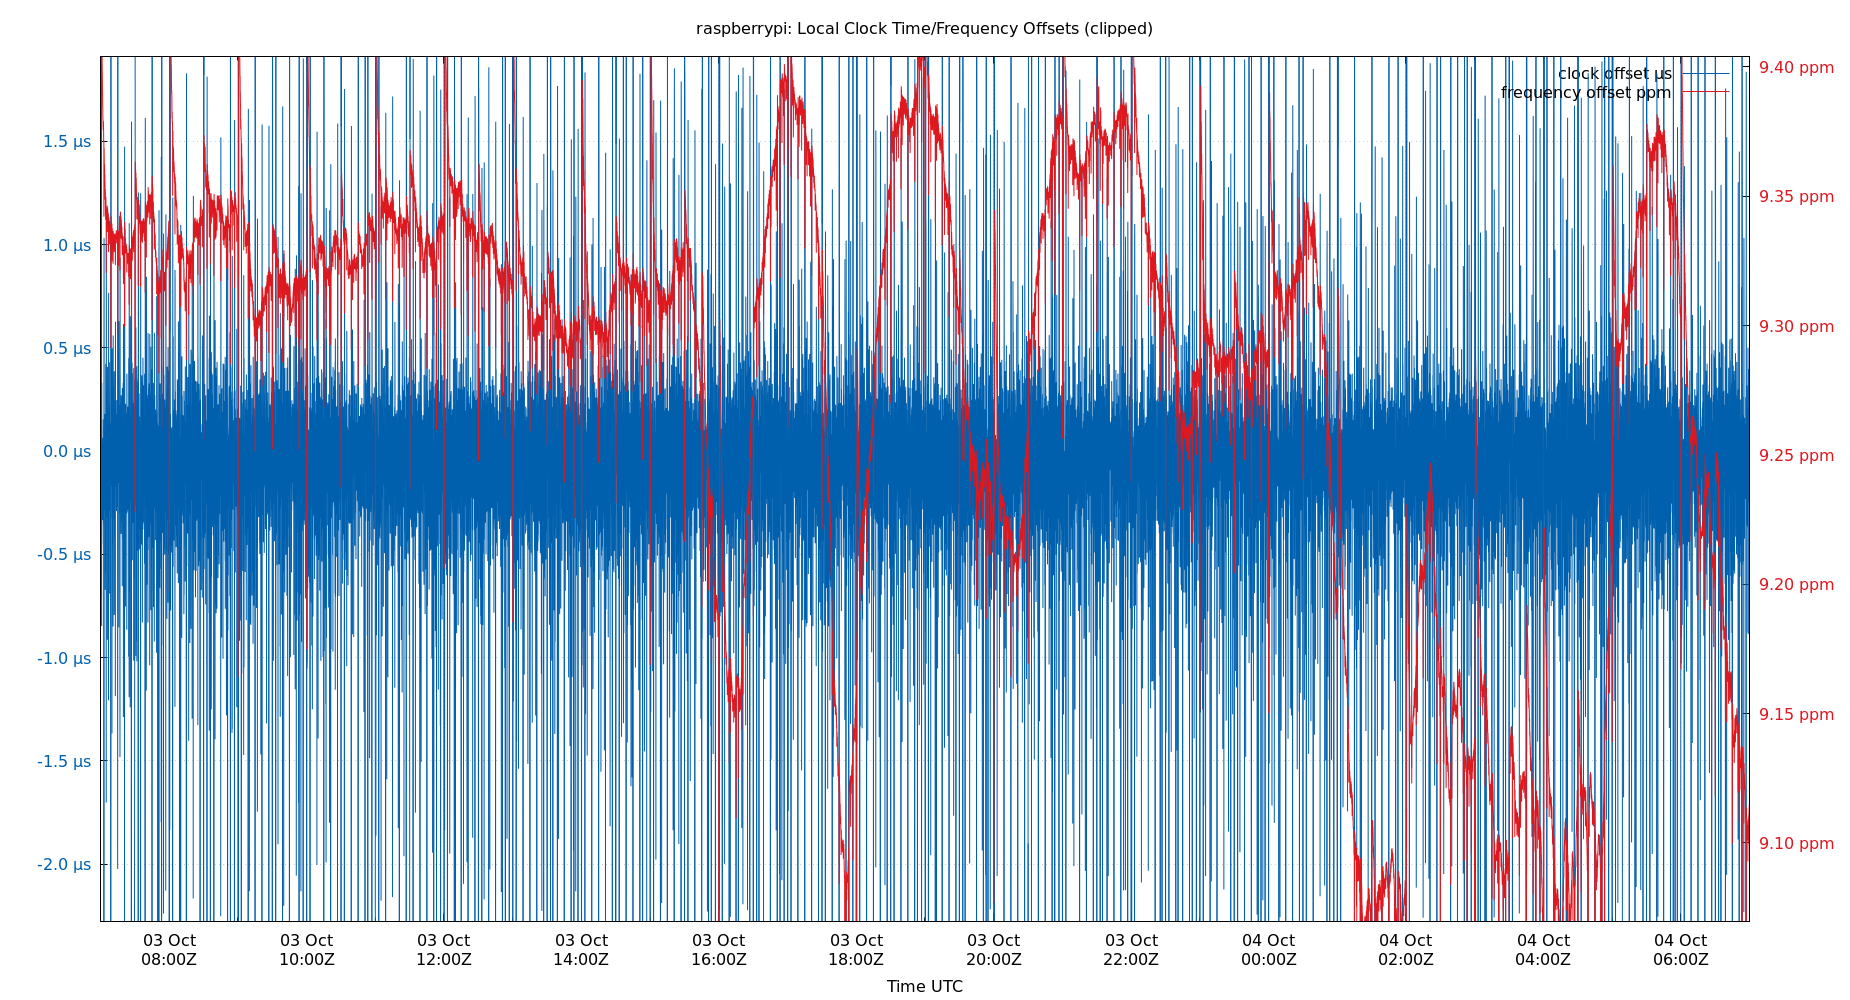 raspberrypi: Local Clock Time/Frequency Offsets (clipped)
clock offset µs
frequency offset ppm
1.5 µs
1.0 µs
0.5 µs
0.0 µs
-0.5 µs
-1.0 µs
-1.5 µs
-2.0 µs
9.40 ppm
9.35 ppm
9.30 ppm
9.25 ppm
9.20 ppm
9.15 ppm
9.10 ppm
03 Oct 03 Oct 03 Oct 03 Oct 03 Oct 03 Oct 03 Oct 03 Oct 04 Oct 04 Oct 04 Oct 04 Oct
08:00Z 10:00Z 12:00Z 14:00Z 16:00Z 18:00Z 20:00Z 22:00Z 00:00Z 02:00Z 04:00Z 06:00Z
Time UTC